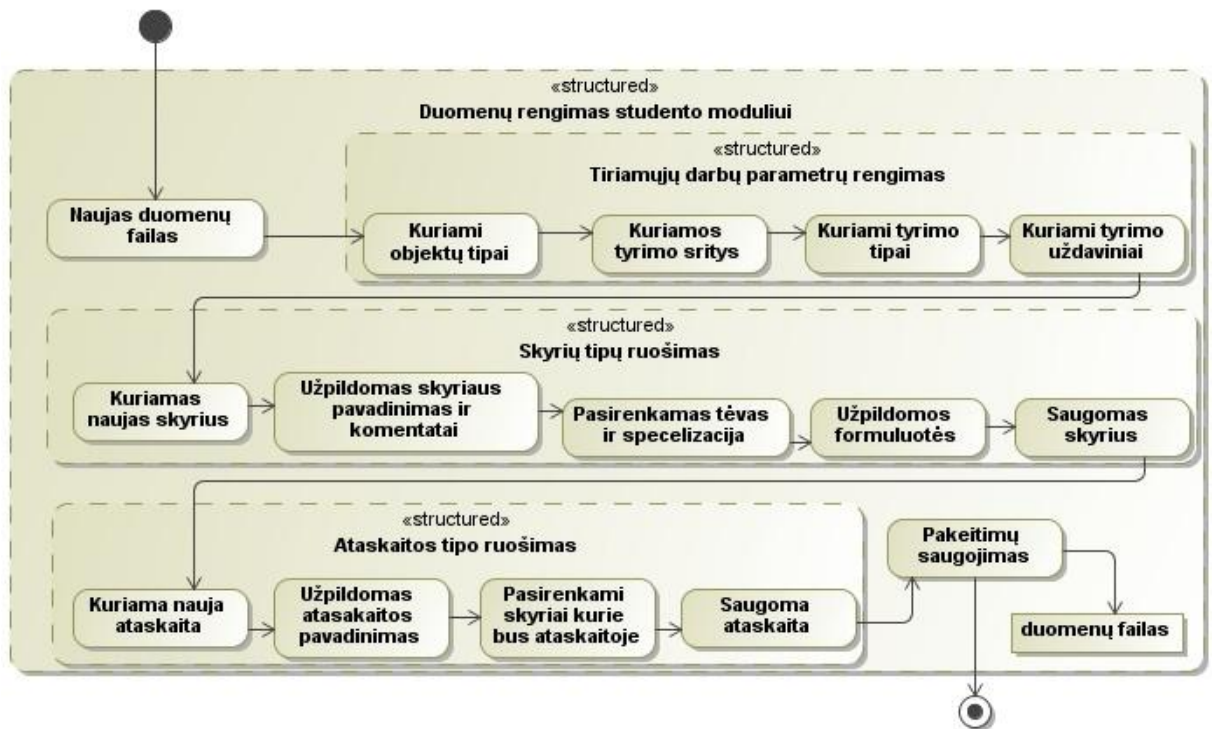 «structured»
Duomenų rengimas studento moduliui
«structured»
Tiriamųjų darbų parametrų rengimas
Naujas duomenų
failas
Kuriami
objektų tipai
Kuriamos
tyrimo sritys
Kuriami tyrimo
tipai
Kuriami tyrimo
uždaviniai
«structured»
Skyrių tipų ruošimas
Kuriamas
naujas skyrius
Užpildomas skyriaus
pavadinimas ir
komentatai
Pasirenkamas tėvas
ir specelizacija
Užpildomos
formuluotės
Saugomas
skyrius
«structured»
Ataskaitos tipo ruošimas
Kuriama nauja
ataskaita
Užpildomas
atasakaitos
pavadinimas
Pasirenkami
skyriai kurie
bus ataskaitoje
Saugoma
ataskaita
Pakeitimų
saugojimas
duomenų failas